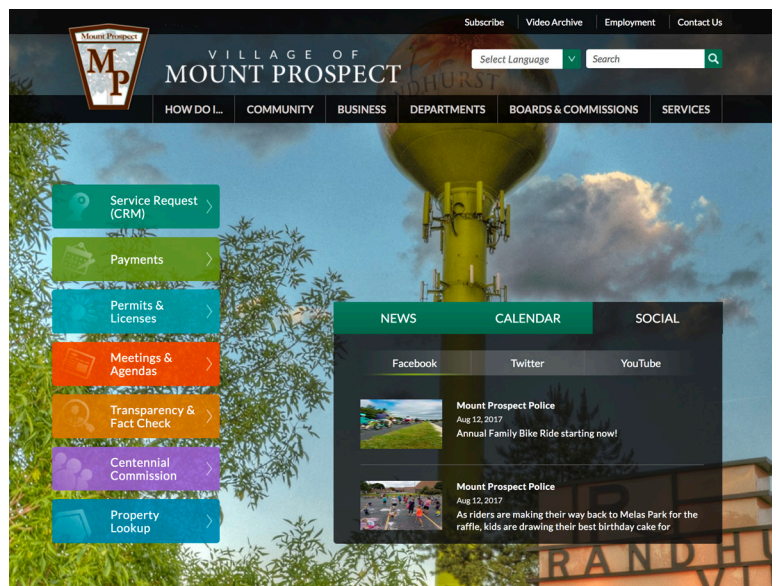 Subscribe
Video Archive
Employment
Contact Us
Mount Prospect
MP
VILLAGE OF
MOUNT PROSPECT
Select Language
Search
NDHURST
HOW DO I...
COMMUNITY
BUSINESS
DEPARTMENTS
BOARDS & COMMISSIONS
SERVICES
Service Request
(CRM)
Payments
Permits &
Licenses
Meetings &
Agendas
Transparency &
Fact Check
Centennial
Commission
Property
Lookup
NEWS
CALENDAR
SOCIAL
Facebook
Twitter
YouTube
Mount Prospect Police
Aug 12, 2017
Annual Family Bike Ride starting now!
Mount Prospect Police
Aug 12, 2017
As riders are making their way back to Melas Park for the
raffle, kids are drawing their best birthday cake for
RANDHU